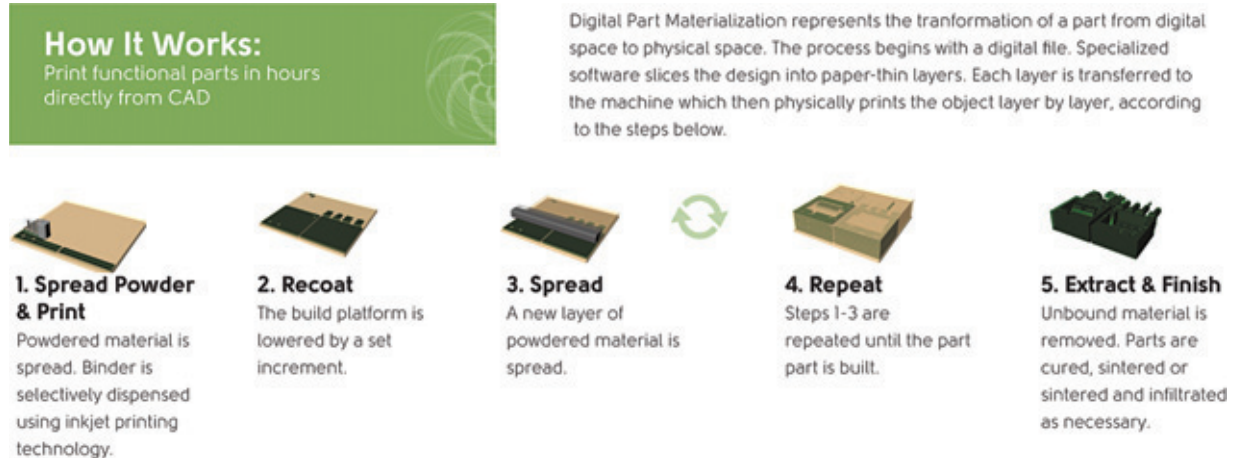 How It Works:
Print functional parts in hours
directly from CAD
Digital Part Materialization represents the tranformation of a part from digital
space to physical space. The process begins with a digital file. Specialized
software slices the design into paper-thin layers. Each layer is transferred to
the machine which then physically prints the object layer by layer, according
to the steps below.
1. Spread Powder
& Print
Powdered material is
spread. Binder is
selectively dispensed
using inkjet printing
technology.
2. Recoat
The build platform is
lowered by a set
increment.
3. Spread
A new layer of
powdered material is
spread.
4. Repeat
Steps 1-3 are
repeated until the part
part is built.
5. Extract & Finish
Unbound material is
removed. Parts are
cured, sintered or
sintered and infiltrated
as necessary.